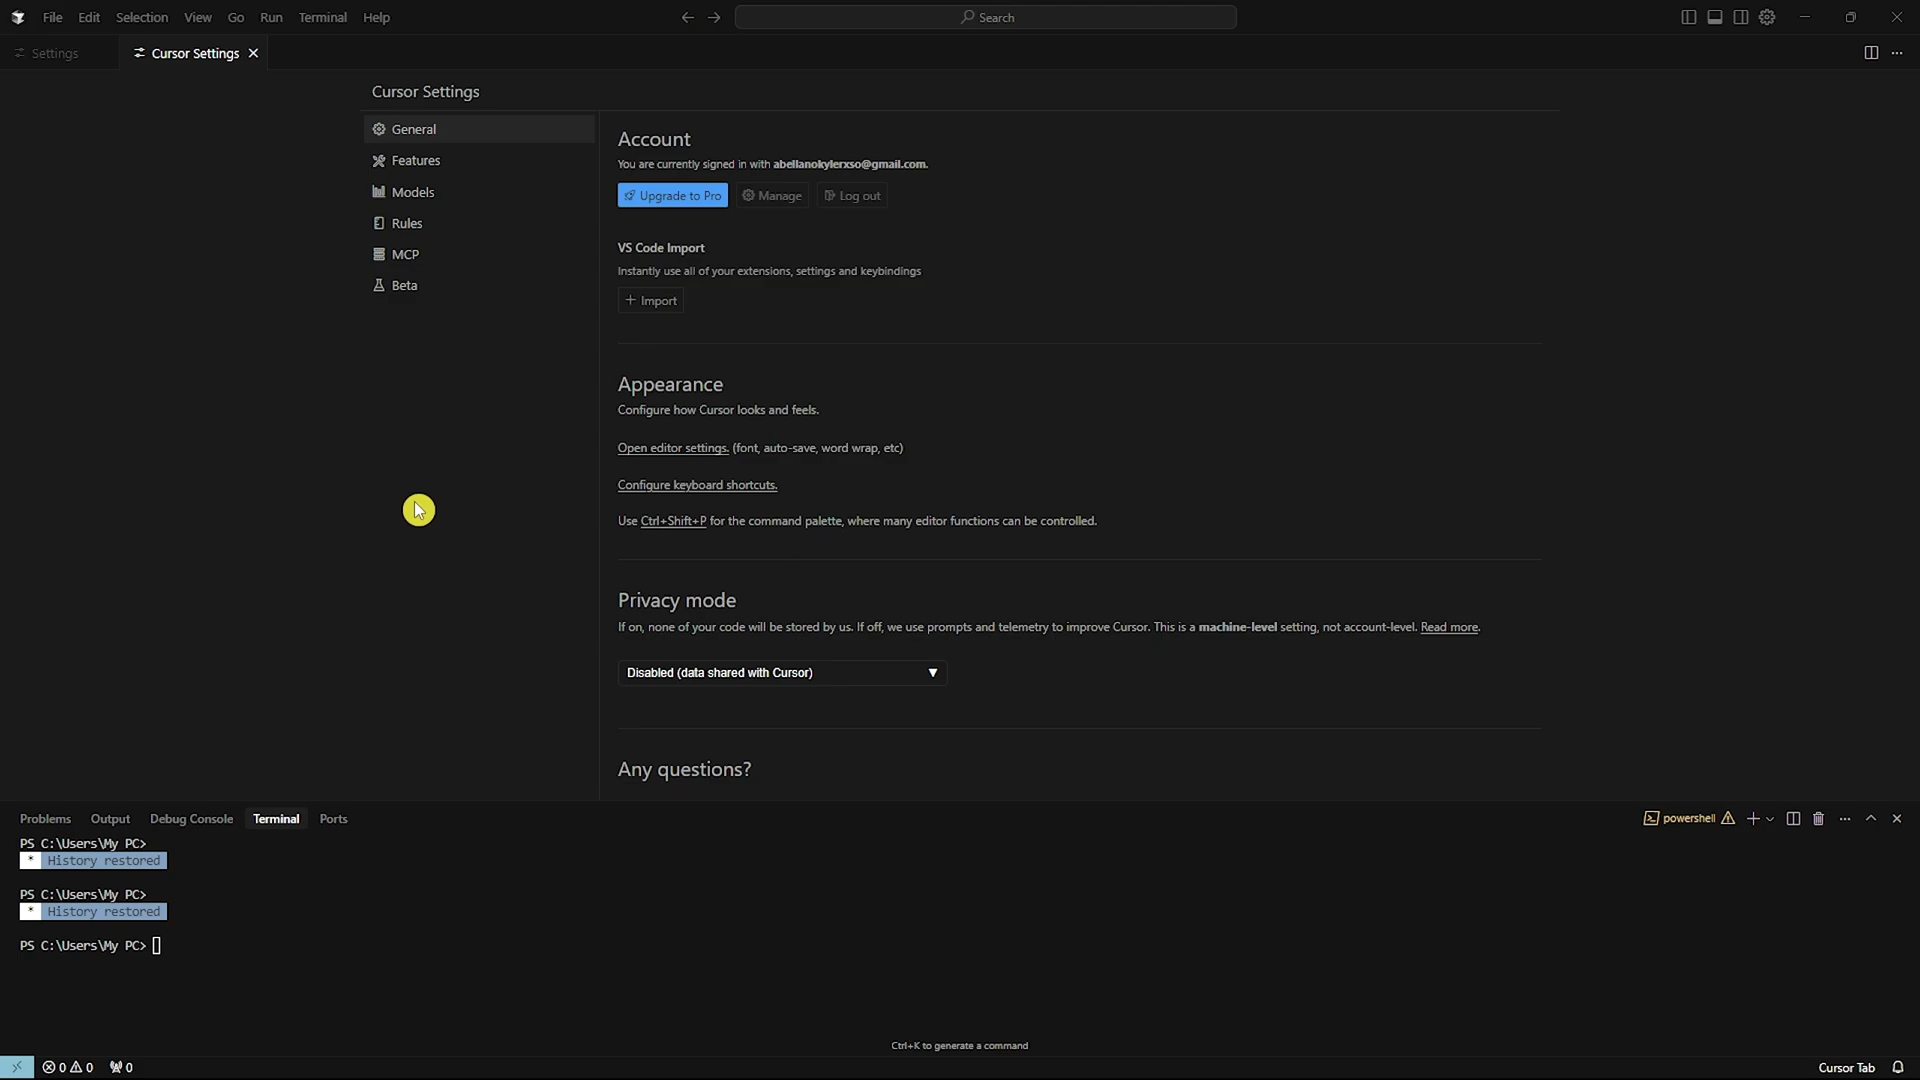 File Edit Selection View Go Run Terminal Help
Search
Settings
Cursor Settings
Cursor Settings
General
Features
Models
Rules
MCP
Beta
Account
You are currently signed in with abellanokylerxso@gmail.com.
Upgrade to Pro Manage Log out
VS Code Import
Instantly use all of your extensions, settings and keybindings
+ Import
Appearance
Configure how Cursor looks and feels.
Open editor settings. (font, auto-save, word wrap, etc)
Configure keyboard shortcuts.
Use Ctrl+Shift+P for the command palette, where many editor functions can be controlled.
Privacy mode
If on, none of your code will be stored by us. If off, we use prompts and telemetry to improve Cursor. This is a machine-level setting, not account-level. Read more.
Disabled (data shared with Cursor)
Any questions?
Problems Output Debug Console Terminal Ports
powershell
PS C:\Users\My PC>
* History restored
PS C:\Users\My PC>
* History restored
PS C:\Users\My PC>
Ctrl+K to generate a command
0 0 0
Cursor Tab